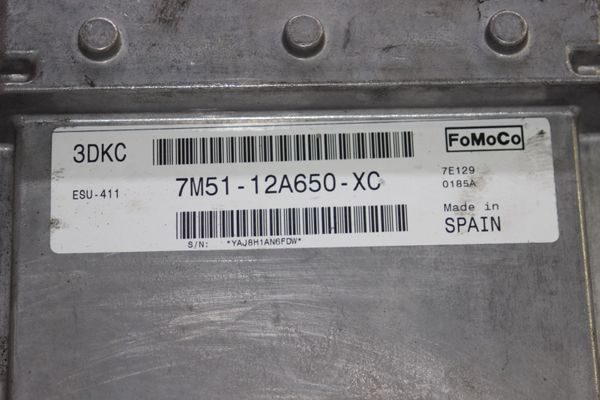 3DKC
FoMoCo
ESU-411
7M51-12A650-XC
7E129
0185A
S/N: *YAJ8H1AN6FDW*
Made in
SPAIN